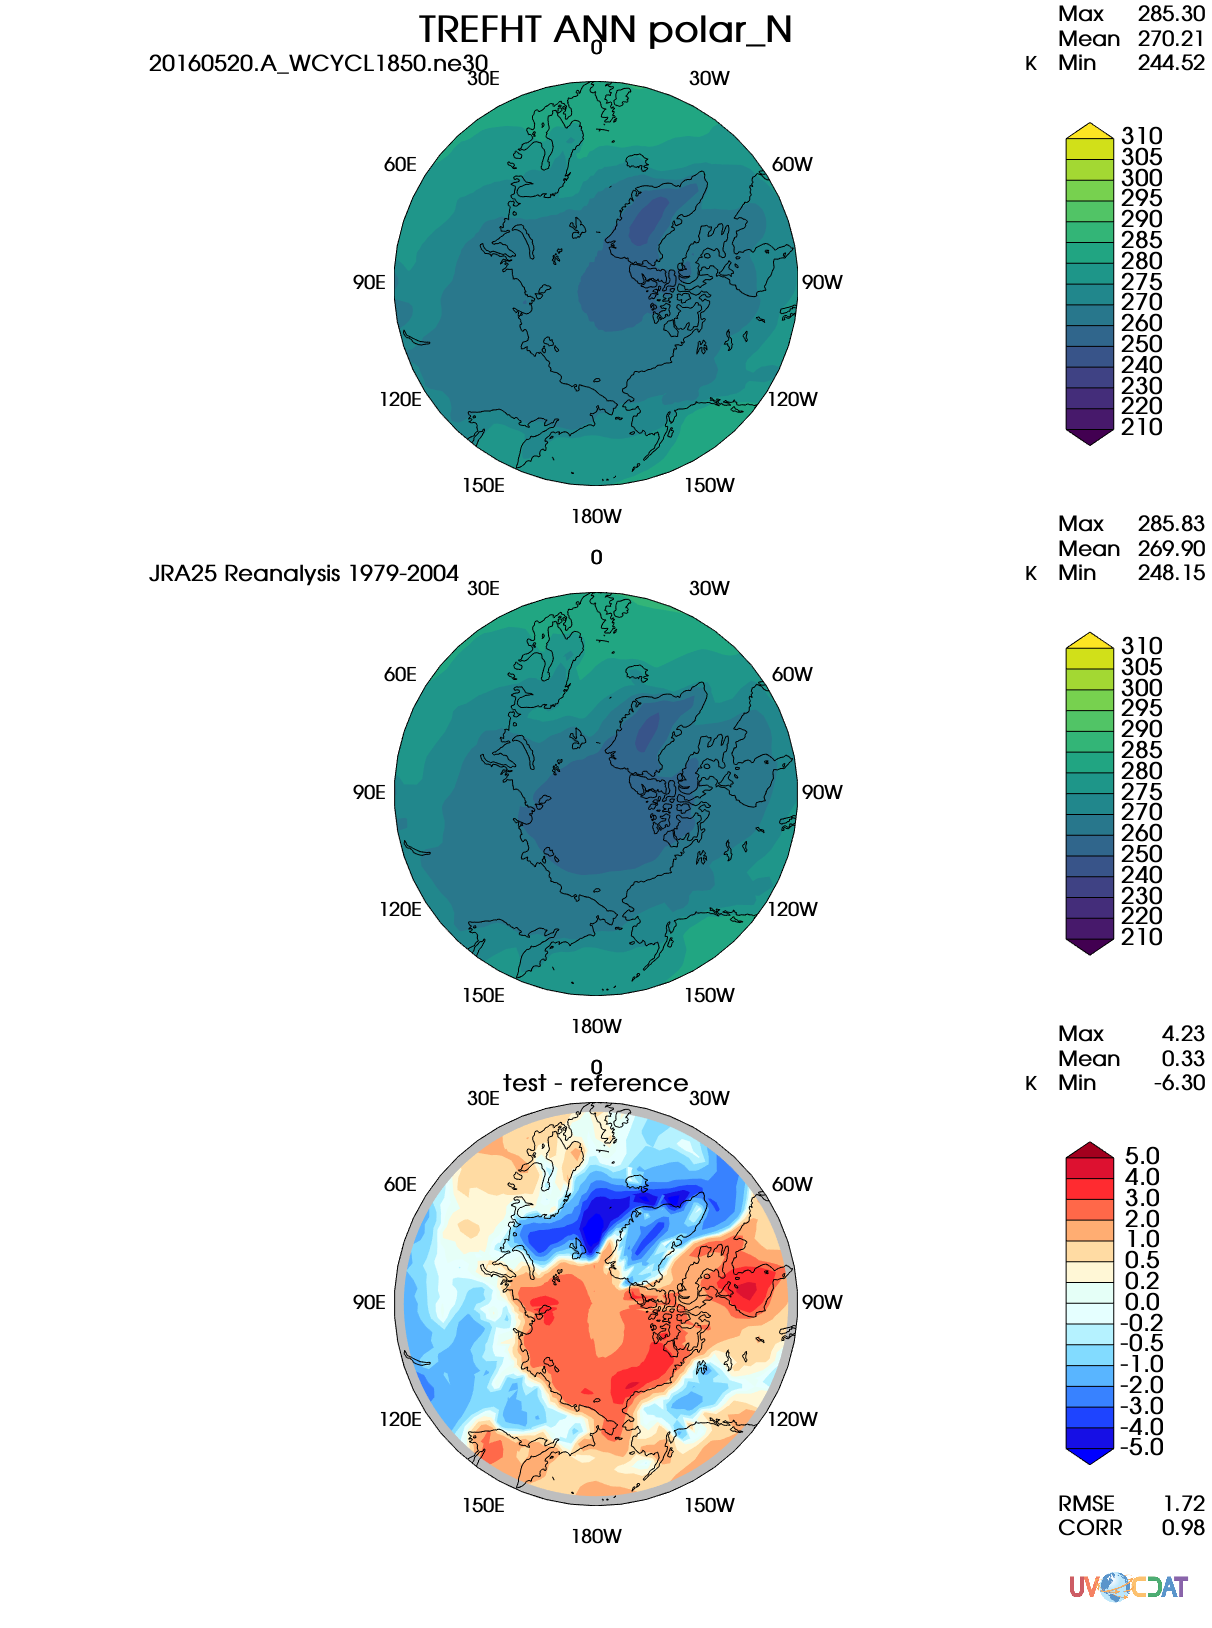 TREFHT ANN polar_N
20160520.A_WCYCL1850.ne30
Max 285.30
Mean 270.21
K Min 244.52
0
30E 30W
60E 60W
90E 90W
120E 120W
150E 150W
180W
310
305
300
295
290
285
280
275
270
260
250
240
230
220
210
JRA25 Reanalysis 1979-2004
Max 285.83
Mean 269.90
K Min 248.15
0
30E 30W
60E 60W
90E 90W
120E 120W
150E 150W
180W
310
305
300
295
290
285
280
275
270
260
250
240
230
220
210
test - reference
Max 4.23
Mean 0.33
K Min -6.30
0
30E 30W
60E 60W
90E 90W
120E 120W
150E 150W
180W
5.0
4.0
3.0
2.0
1.0
0.5
0.2
0.0
-0.2
-0.5
-1.0
-2.0
-3.0
-4.0
-5.0
RMSE 1.72
CORR 0.98
UV CDAT